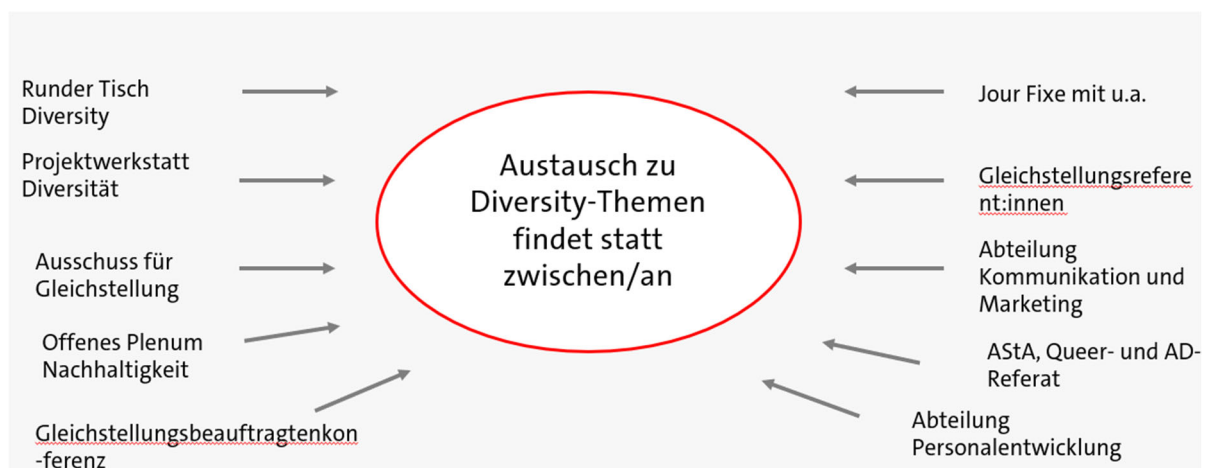 Runder Tisch
Diversity
Projektwerkstatt
Diversität
Ausschuss für
Gleichstellung
Offenes Plenum
Nachhaltigkeit
Gleichstellungsbeauftragtenkon
-ferenz
Austausch zu
Diversity-Themen
findet statt
zwischen/an
Jour Fixe mit u.a.
Gleichstellungsrefere
nt:innen
Abteilung
Kommunikation und
Marketing
AStA, Queer- und AD-
Referat
Abteilung
Personalentwicklung